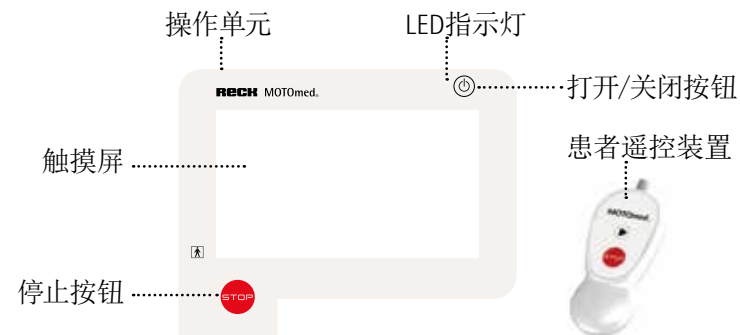 操作单元
LED指示灯
RECK MOTOmed®
打开/关闭按钮
触摸屏
患者遥控装置
MOTOmed®
STOP
停止按钮
STOP